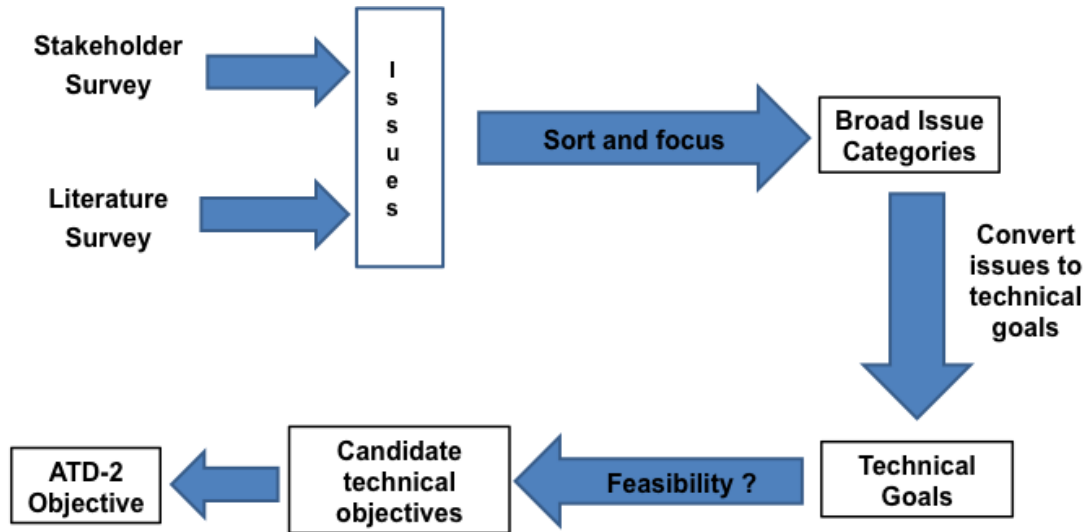 Stakeholder
Survey
Literature
Survey
I
s
s
u
e
s
Sort and focus
Broad Issue
Categories
Convert
issues to
technical
goals
Technical
Goals
Feasibility ?
Candidate
technical
objectives
ATD-2
Objective